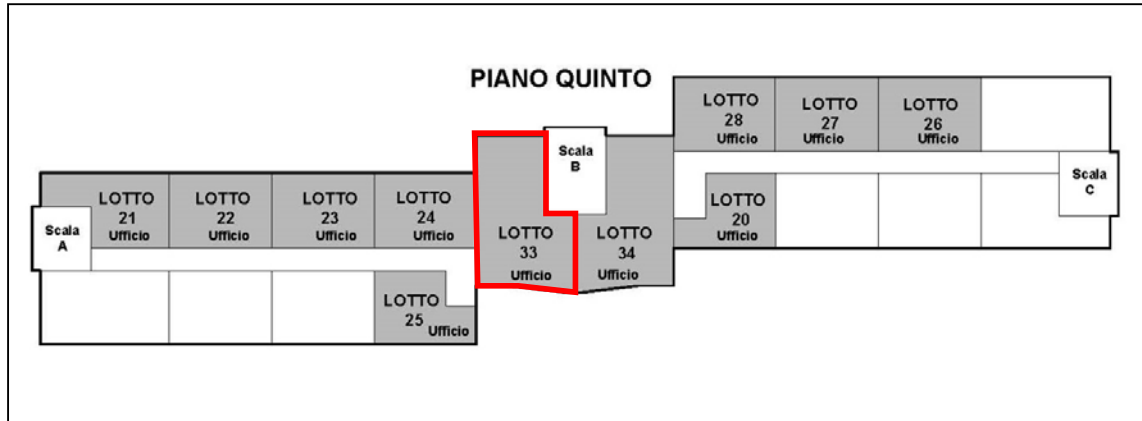 PIANO QUINTO
LOTTO
28
Ufficio
LOTTO
27
Ufficio
LOTTO
26
Ufficio
Scala
B
Scala
C
LOTTO
21
Ufficio
LOTTO
22
Ufficio
LOTTO
23
Ufficio
LOTTO
24
Ufficio
LOTTO
20
Ufficio
Scala
A
LOTTO
33
Ufficio
LOTTO
34
Ufficio
LOTTO
25
Ufficio